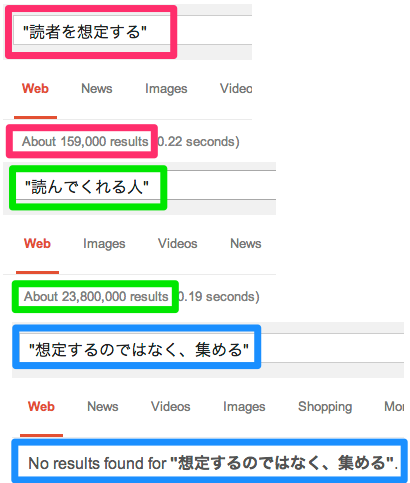 "読者を想定する"
Web News Images Video
About 159,000 results (0.22 seconds)
"読んでくれる人"
Web Images Videos News
About 23,800,000 results (0.19 seconds)
"想定するのではなく、集める"
Web News Videos Images Shopping Mor
No results found for "想定するのではなく、集める".